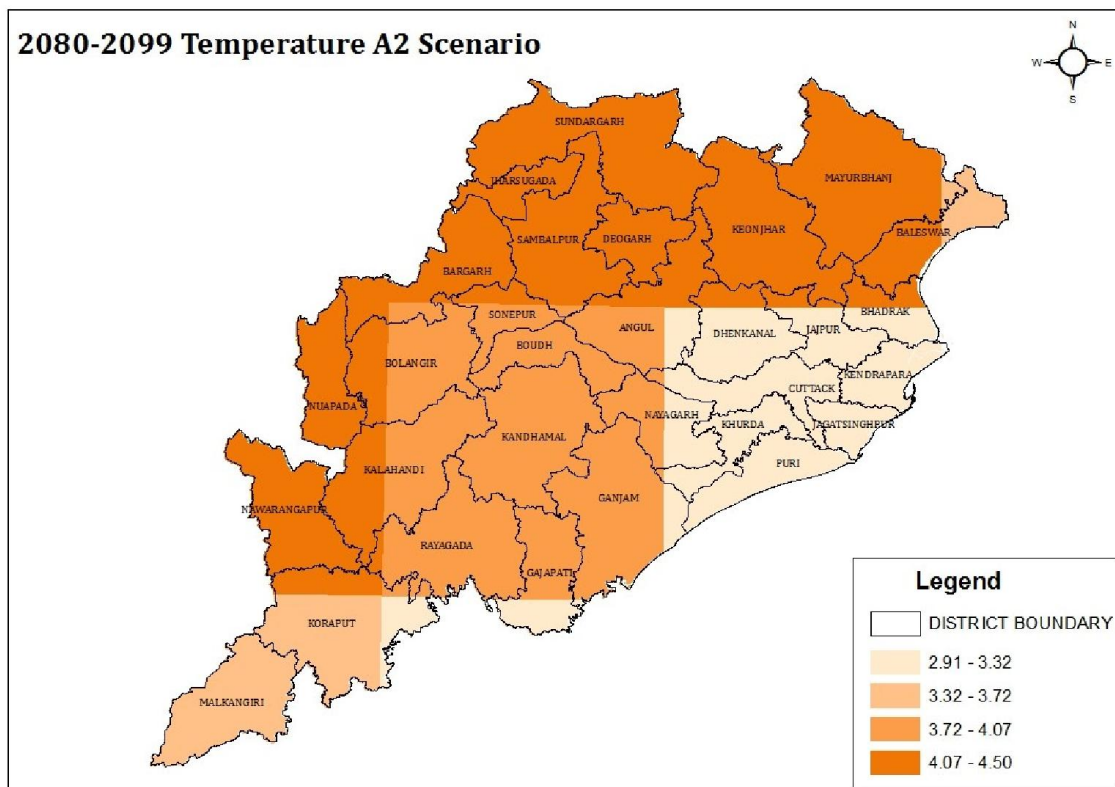 2080-2099 Temperature A2 Scenario
N
W E
S
SUNDARGARH
JHARSUGADA
MAYURBHANJ
SAMBALPUR
DEOGARH
KEONJHAR
BALESWAR
BARGARH
SONEPUR
ANGUL
DHENKANAL
JAJPUR
BHADRAK
BOUDH
BOLANGIR
KENDRAPARA
CUTTACK
NUAPADA
NAYAGARH
KHURDA
JAGATSINGHPUR
KANDHAMAL
PURI
KALAHANDI
GANJAM
NAWARANGAPUR
RAYAGADA
GAJAPATI
KORAPUT
MALKANGIRI
Legend
DISTRICT BOUNDARY
2.91 - 3.32
3.32 - 3.72
3.72 - 4.07
4.07 - 4.50